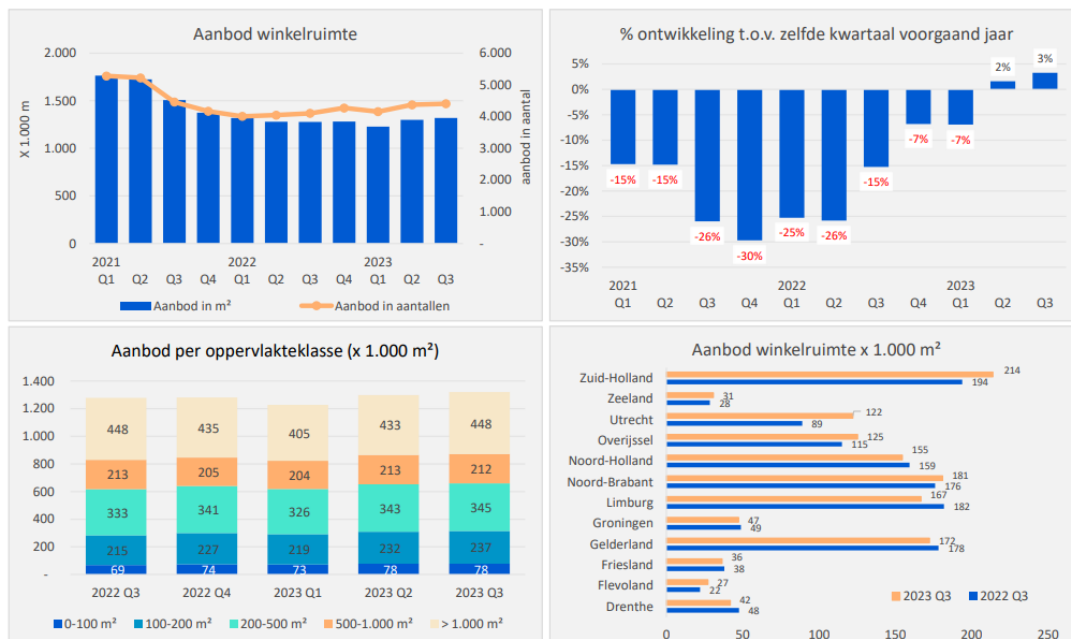 Aanbod winkelruimte
2.000
1.500
1.000
500
0
X 1.000 m
6.000
5.000
4.000
3.000
2.000
1.000
-
aanbod in aantal
2021 2022 2023
Q1 Q2 Q3 Q4 Q1 Q2 Q3 Q4 Q1 Q2 Q3
Aanbod in m² Aanbod in aantallen
% ontwikkeling t.o.v. zelfde kwartaal voorgaand jaar
5%
0%
-5%
-10%
-15%
-20%
-25%
-30%
-35%
-15% -15% -26% -30% -25% -26% -15% -7% -7% 2% 3%
2021 2022 2023
Q1 Q2 Q3 Q4 Q1 Q2 Q3 Q4 Q1 Q2 Q3
Aanbod per oppervlakteklasse (x 1.000 m²)
1.400
1.200
1.000
800
600
400
200
-
448 435 405 433 448
213 205 204 213 212
333 341 326 343 345
215 227 219 232 237
69 74 73 78 78
2022 Q3 2022 Q4 2023 Q1 2023 Q2 2023 Q3
0-100 m² 100-200 m² 200-500 m² 500-1.000 m² > 1.000 m²
Aanbod winkelruimte x 1.000 m²
Zuid-Holland 214 194
Zeeland 31 28
Utrecht 122 89
Overijssel 125 115
Noord-Holland 155 159
Noord-Brabant 181 176
Limburg 167 182
Groningen 47 49
Gelderland 172 178
Friesland 36 38
Flevoland 27 22
Drenthe 42 48
2023 Q3 2022 Q3
0 50 100 150 200 250